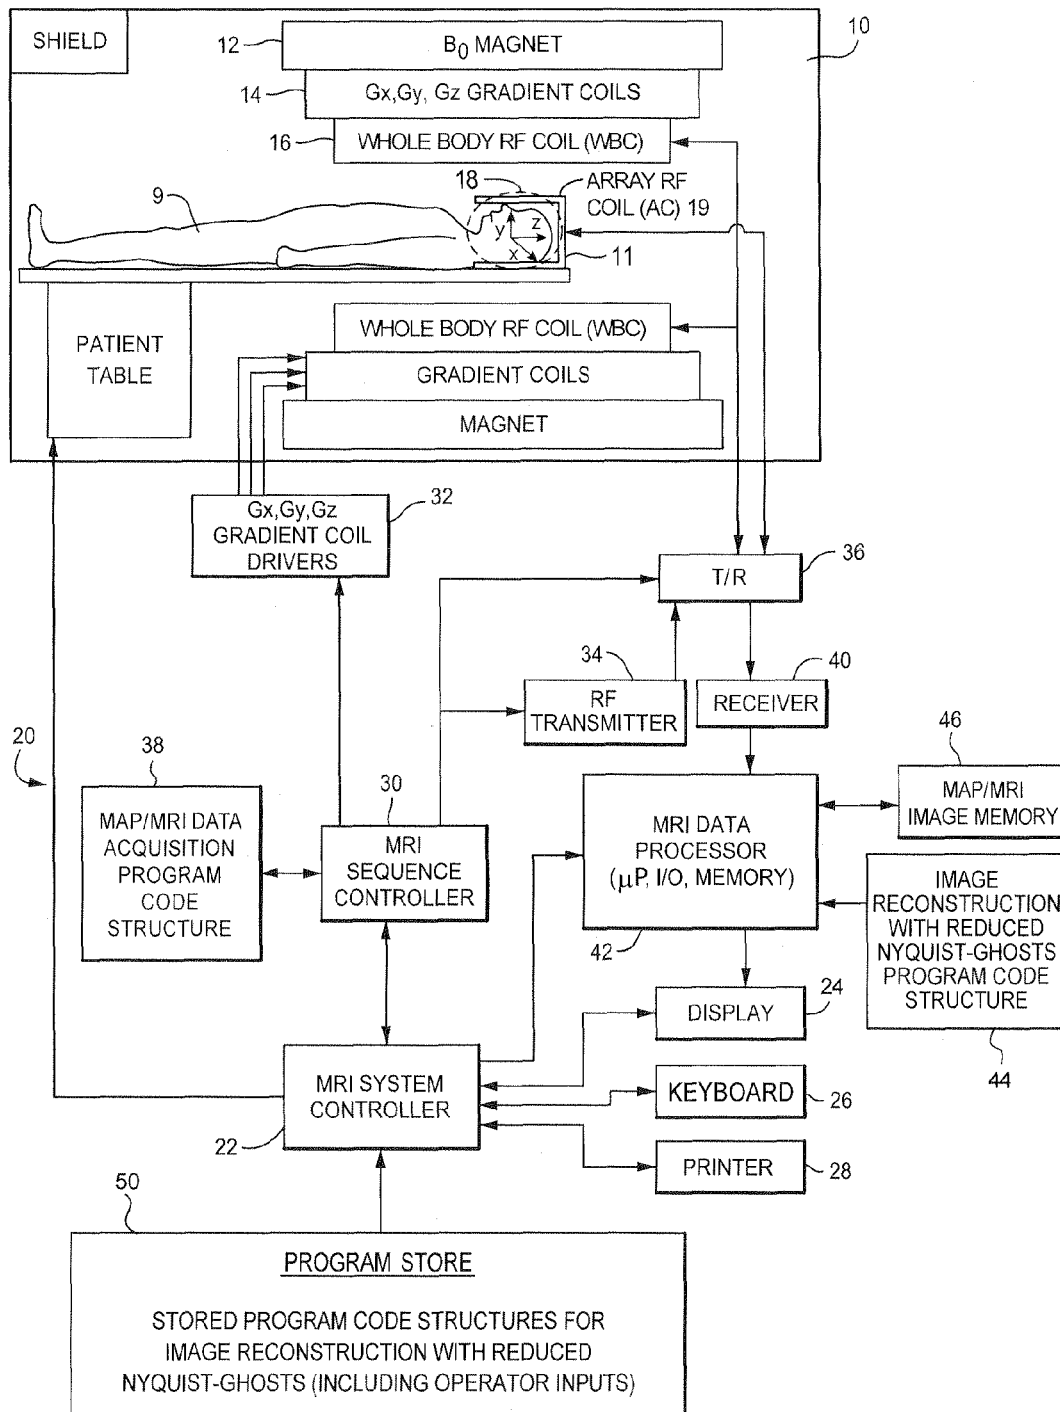 SHIELD
12
B0 MAGNET
10
14
Gx,Gy, Gz GRADIENT COILS
16
WHOLE BODY RF COIL (WBC)
9
18
ARRAY RF
COIL (AC) 19
y
z
x
11
PATIENT
TABLE
WHOLE BODY RF COIL (WBC)
GRADIENT COILS
MAGNET
Gx,Gy,Gz
GRADIENT COIL
DRIVERS
32
T/R
36
34
RF
TRANSMITTER
40
RECEIVER
20
38
MAP/MRI DATA
ACQUISITION
PROGRAM
CODE
STRUCTURE
30
MRI
SEQUENCE
CONTROLLER
MRI DATA
PROCESSOR
(μP, I/O, MEMORY)
42
46
MAP/MRI
IMAGE MEMORY
IMAGE
RECONSTRUCTION
WITH REDUCED
NYQUIST-GHOSTS
PROGRAM CODE
STRUCTURE
44
DISPLAY
24
MRI SYSTEM
CONTROLLER
22
KEYBOARD
26
PRINTER
28
50
PROGRAM STORE
STORED PROGRAM CODE STRUCTURES FOR
IMAGE RECONSTRUCTION WITH REDUCED
NYQUIST-GHOSTS (INCLUDING OPERATOR INPUTS)